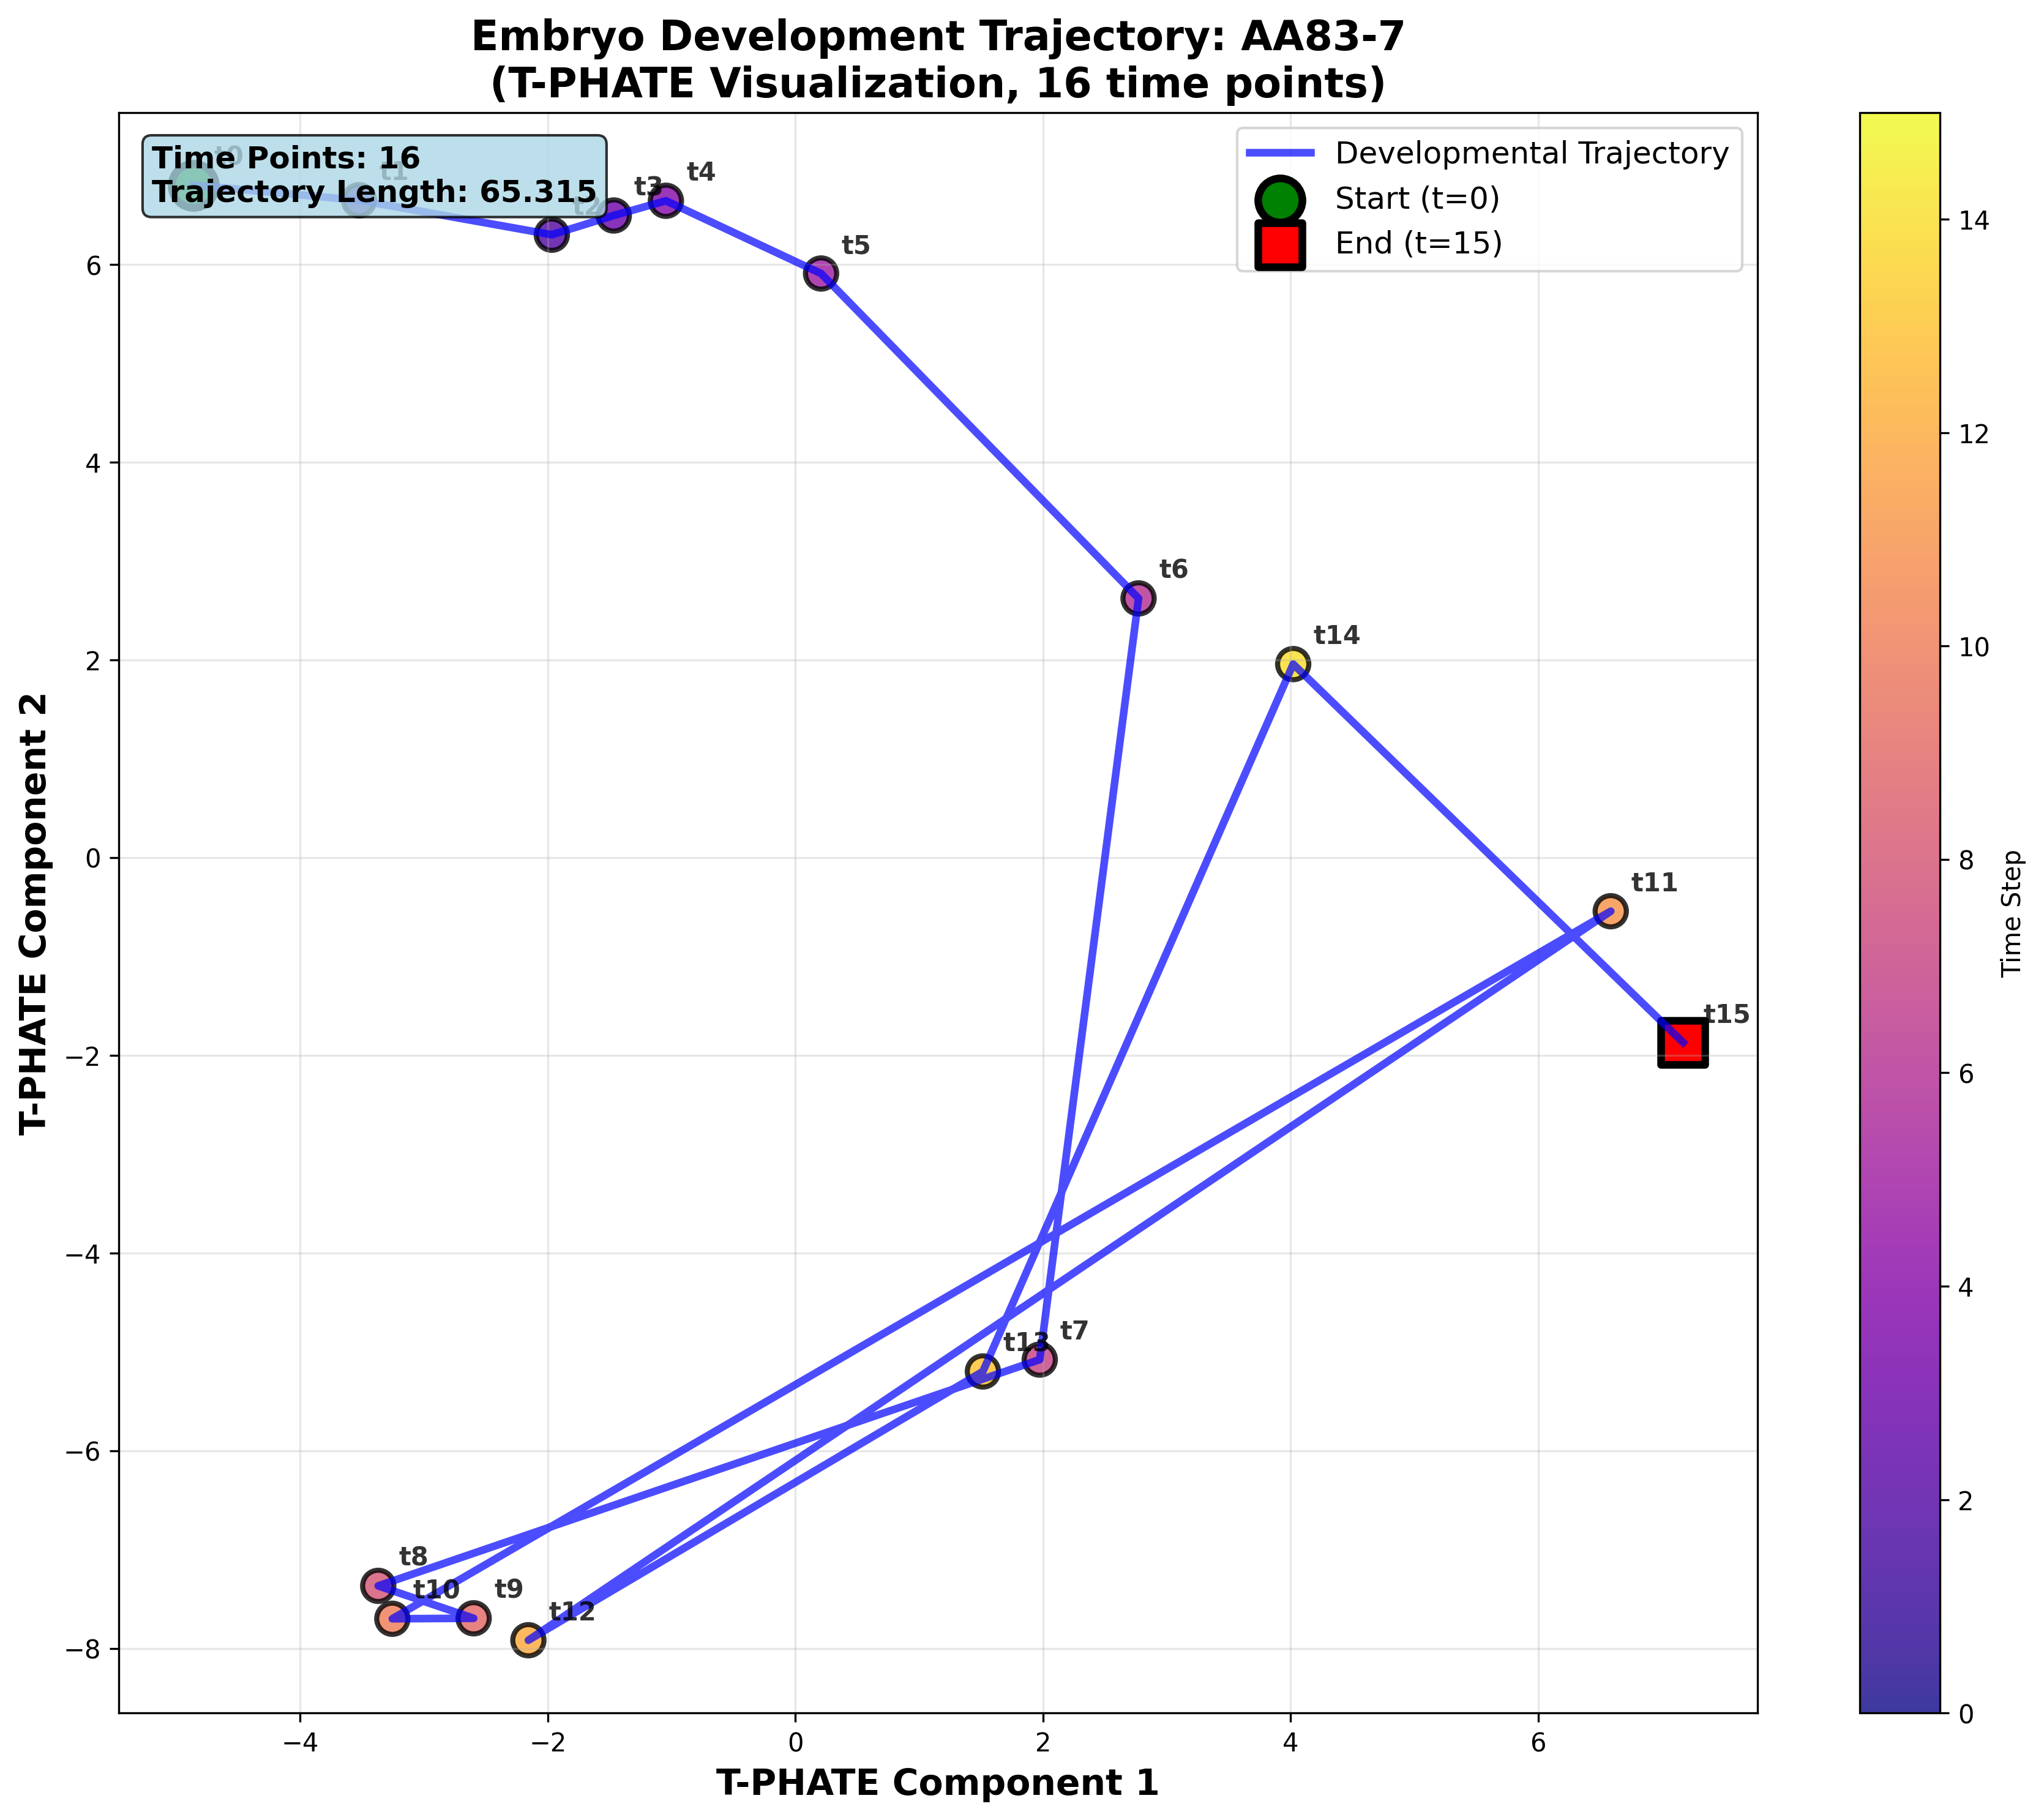 Embryo Development Trajectory: AA83-7
(T-PHATE Visualization, 16 time points)
Time Points: 16
Trajectory Length: 65.315
Developmental Trajectory
Start (t=0)
End (t=15)
t0
t1
t2
t3
t4
t5
t6
t14
t11
t15
t13
t7
t8
t10
t9
t12
6
4
2
0
−2
−4
−6
−8
−4
−2
0
2
4
6
T-PHATE Component 1
T-PHATE Component 2
14
12
10
8
6
4
2
0
Time Step